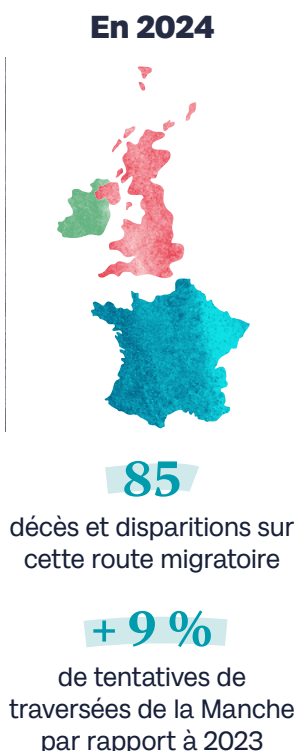 En 2024
85
décès et disparitions sur
cette route migratoire
+ 9 %
de tentatives de
traversées de la Manche
par rapport à 2023